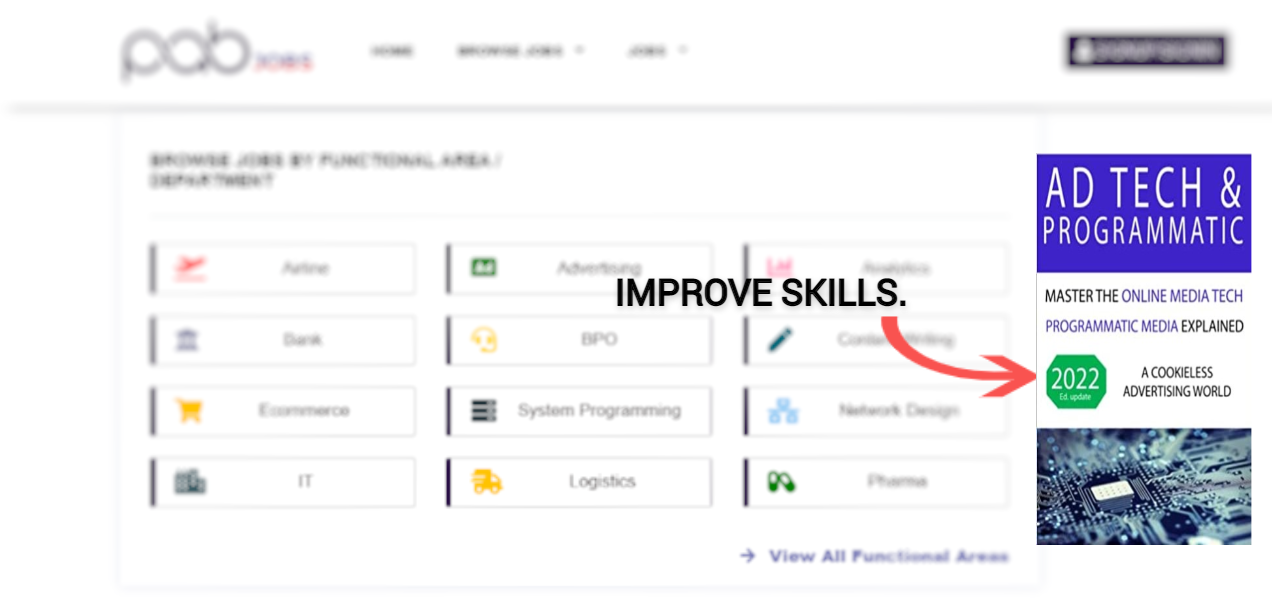 pab JOBS
HOME
BROWSE JOBS
JOBS
BROWSE JOBS BY FUNCTIONAL AREA /
DEPARTMENT
Airline
Ad
Advertising
Analytics
Bank
BPO
Content Writing
Ecommerce
System Programming
Network Design
IT
Logistics
Pharma
→ View All Functional Areas
IMPROVE SKILLS.
AD TECH &
PROGRAMMATIC
MASTER THE ONLINE MEDIA TECH
PROGRAMMATIC MEDIA EXPLAINED
2022
Ed. update
A COOKIELESS
ADVERTISING WORLD